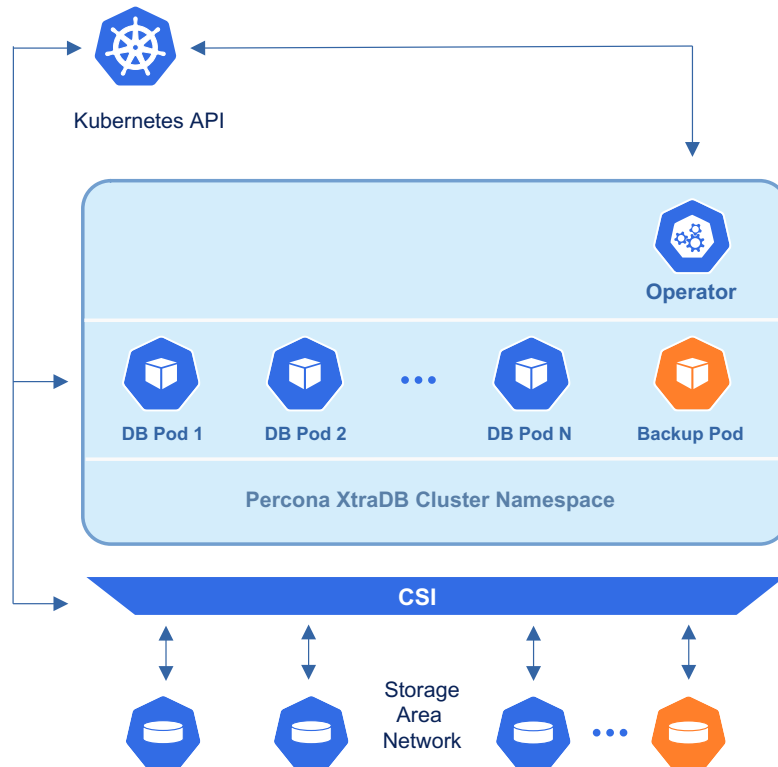 Kubernetes API
Operator
DB Pod 1
DB Pod 2
DB Pod N
Backup Pod
Percona XtraDB Cluster Namespace
CSI
Storage
Area
Network